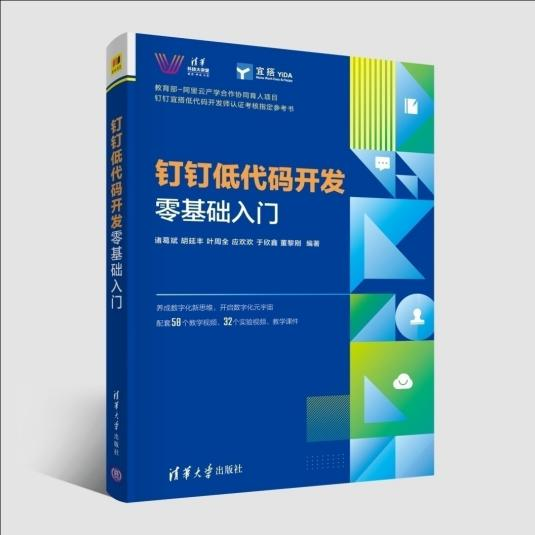 清华
科技大讲堂
宜搭 YiDA
教育部-阿里云产学合作协同育人项目
钉钉宜搭低代码开发师认证考核指定参考书
钉钉低代码开发
零基础入门
诸葛斌 胡延丰 叶周全 应欢欢 于欣鑫 董黎刚 编著
养成数字化新思维，开启数字化元宇宙
配套58个教学视频、32个实验视频、教学课件
清华大学出版社
钉钉低代码开发零基础入门
清华大学出版社